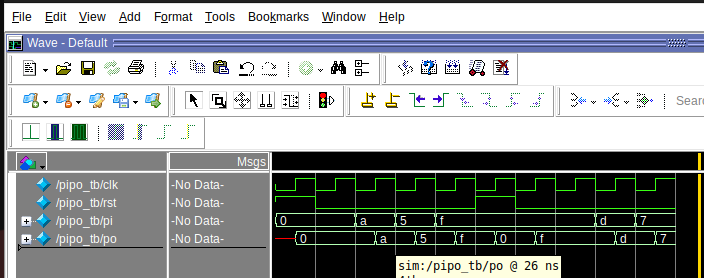 File Edit View Add Format Tools Bookmarks Window Help
Wave - Default
Sear
Msgs
/pipo_tb/clk -No Data-
/pipo_tb/rst -No Data-
/pipo_tb/pi -No Data- 0 a 5 f d 7
/pipo_tb/po -No Data- 0 a 5 f 0 f d 7
sim:/pipo_tb/po @ 26 ns